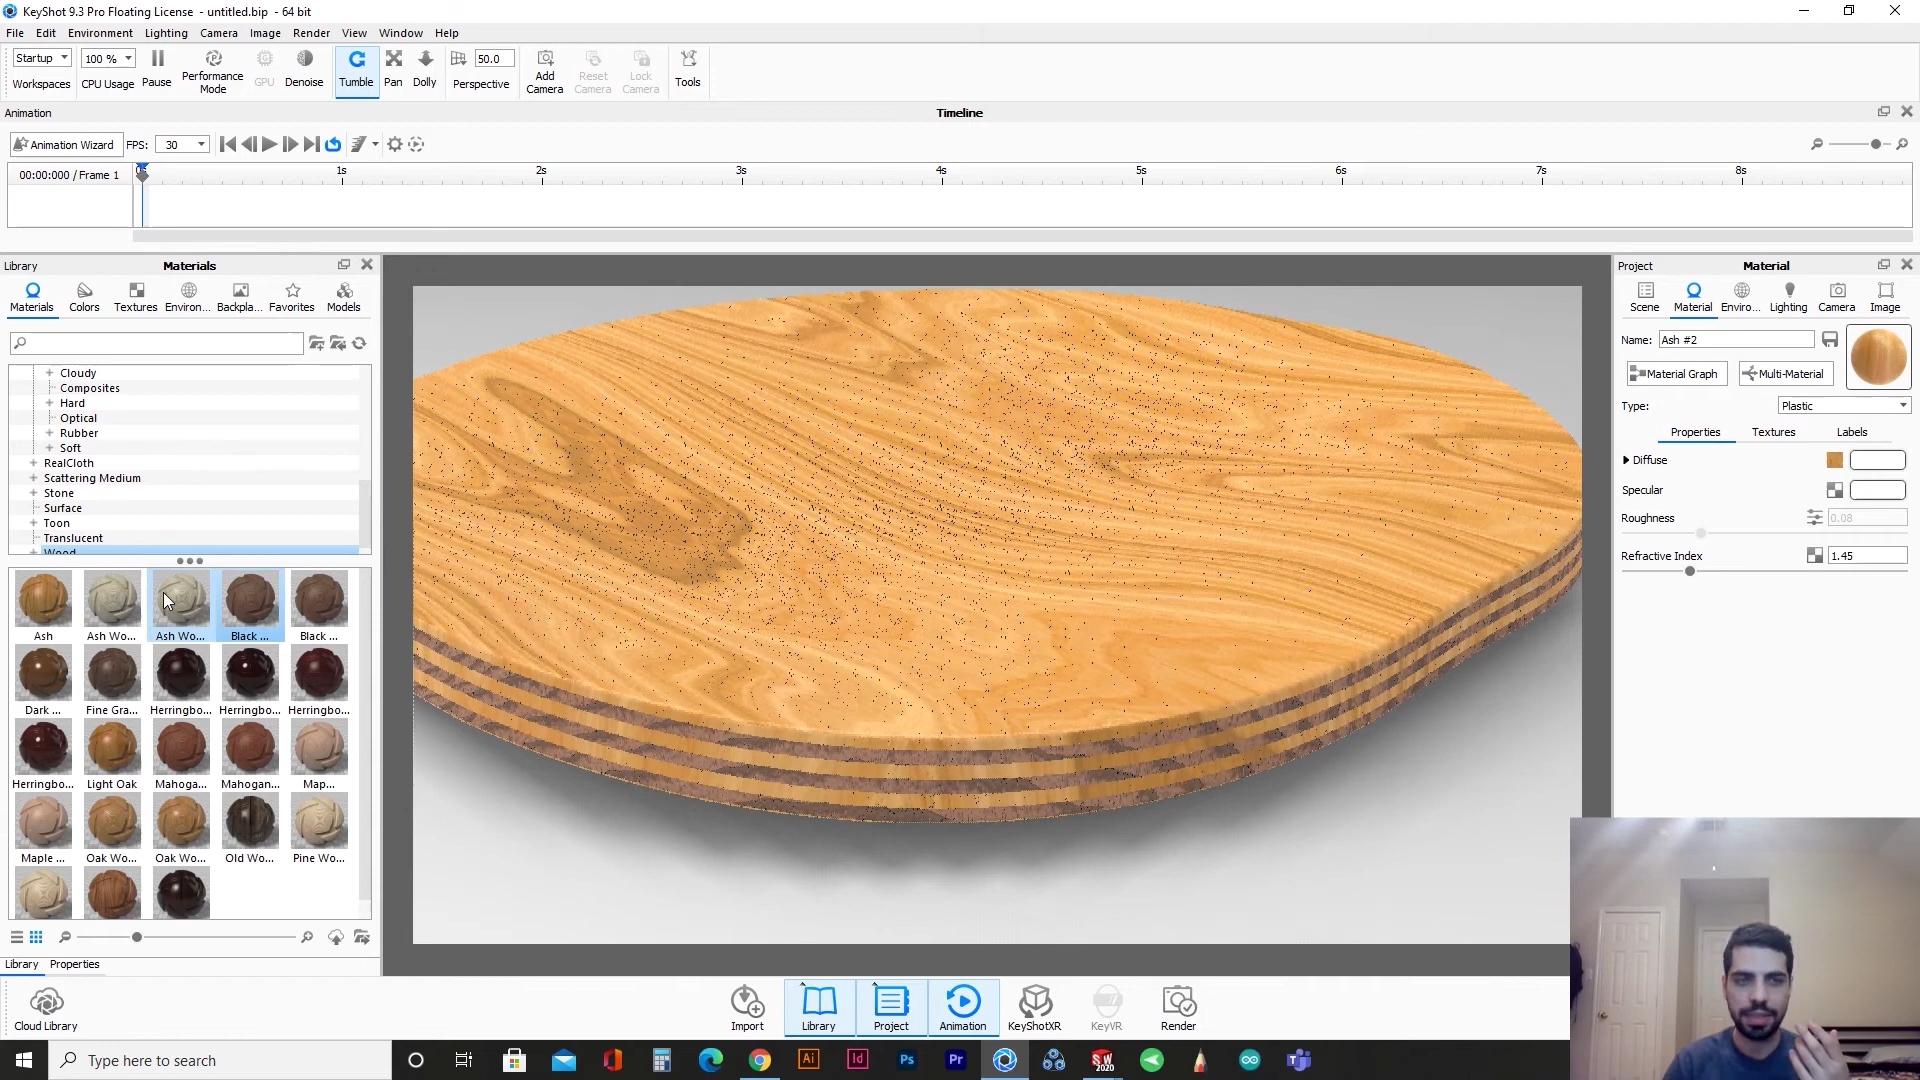 KeyShot 9.3 Pro Floating License - untitled.bip - 64 bit
File Edit Environment Lighting Camera Image Render View Window Help
Startup 100 % 50.0
Workspaces CPU Usage Pause Performance Mode GPU Denoise Tumble Pan Dolly Perspective Add Camera Reset Camera Lock Camera Tools
Animation Timeline
Animation Wizard FPS: 30
00:00:000 / Frame 1 0s 1s 2s 3s 4s 5s 6s 7s 8s
Library Materials
Materials Colors Textures Environ... Backpla... Favorites Models
Cloudy
Composites
Hard
Optical
Rubber
Soft
RealCloth
Scattering Medium
Stone
Surface
Toon
Translucent
Wood
Ash Ash Wo... Ash Wo... Black ... Black ...
Dark ... Fine Gra... Herringbo... Herringbo... Herringbo...
Herringbo... Light Oak Mahoga... Mahogan... Map...
Maple ... Oak Wo... Oak Wo... Old Wo... Pine Wo...
Library Properties
Project Material
Scene Material Enviro... Lighting Camera Image
Name: Ash #2
Material Graph Multi-Material
Type: Plastic
Properties Textures Labels
Diffuse
Specular
Roughness 0.08
Refractive Index 1.45
Cloud Library Import Library Project Animation KeyShotXR KeyVR Render
Type here to search
Ai Id Ps Pr SW 2020